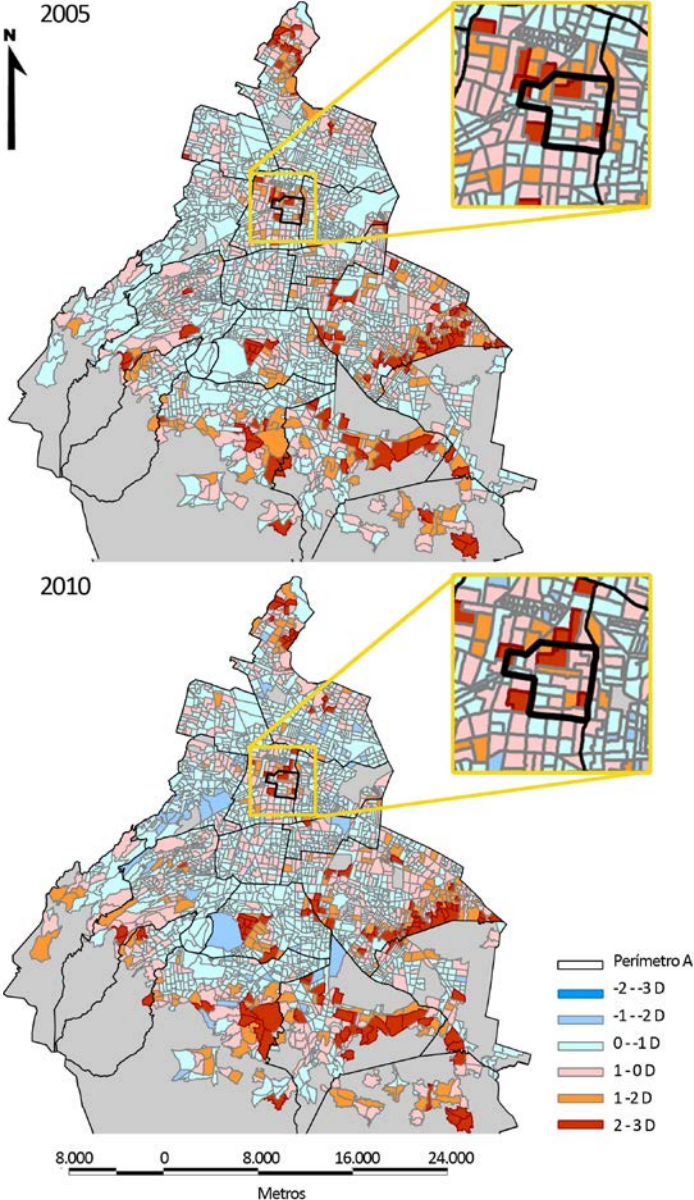 2005
N
2010
Perímetro A
-2 - -3 D
-1 - -2 D
0 - -1 D
1 - 0 D
1 - 2 D
2 - 3 D
8.000 0 8.000 16.000 24.000
Metros